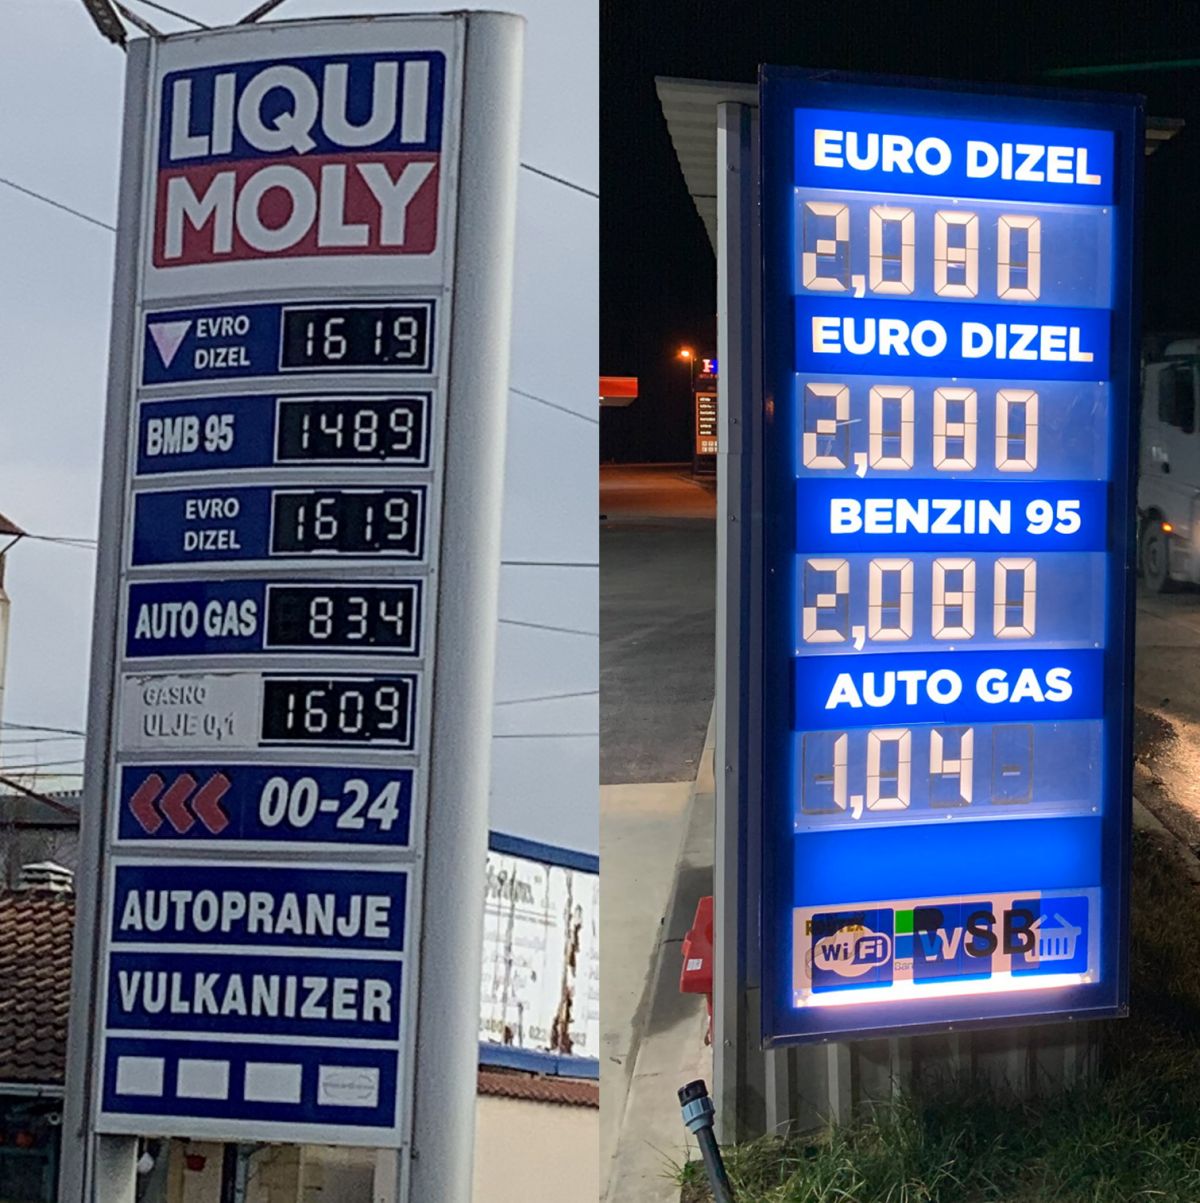 LIQUI
MOLY
EVRO
DIZEL
161.9
BMB 95
148.9
EVRO
DIZEL
161.9
AUTO GAS
83.4
GASNO
ULJE 0,1
160.9
00-24
AUTOPRANJE
VULKANIZER
EURO DIZEL
2,080
EURO DIZEL
2,080
BENZIN 95
2,080
AUTO GAS
1,04
WiFi
VWSB